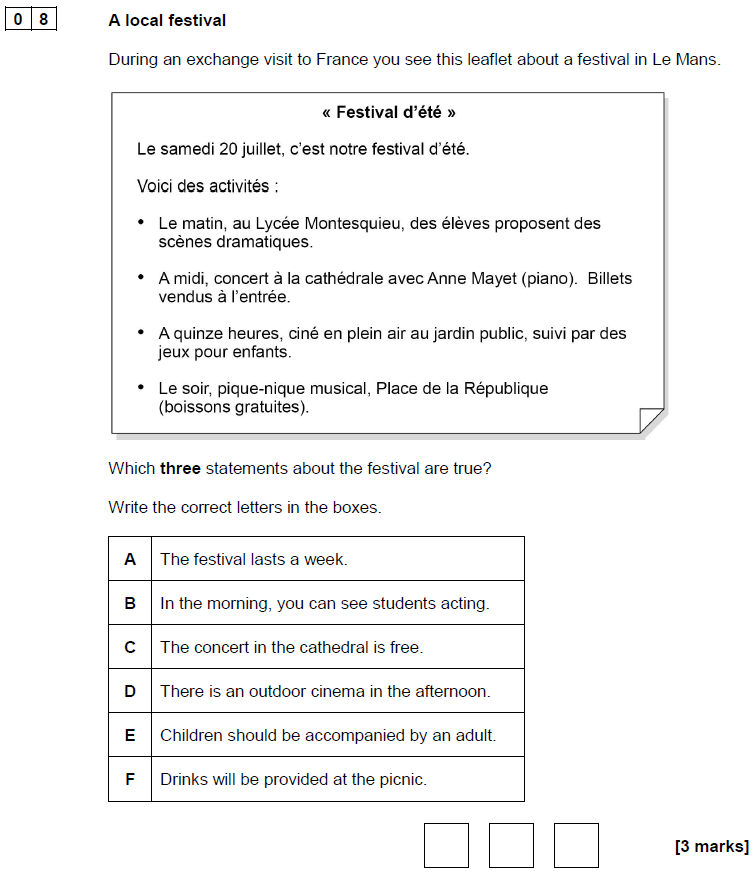 0 8 A local festival
During an exchange visit to France you see this leaflet about a festival in Le Mans.
« Festival d’été »
Le samedi 20 juillet, c’est notre festival d’été.
Voici des activités :
• Le matin, au Lycée Montesquieu, des élèves proposent des
scènes dramatiques.
• A midi, concert à la cathédrale avec Anne Mayet (piano). Billets
vendus à l’entrée.
• A quinze heures, ciné en plein air au jardin public, suivi par des
jeux pour enfants.
• Le soir, pique-nique musical, Place de la République
(boissons gratuites).
Which three statements about the festival are true?
Write the correct letters in the boxes.
A The festival lasts a week.
B In the morning, you can see students acting.
C The concert in the cathedral is free.
D There is an outdoor cinema in the afternoon.
E Children should be accompanied by an adult.
F Drinks will be provided at the picnic.
[3 marks]